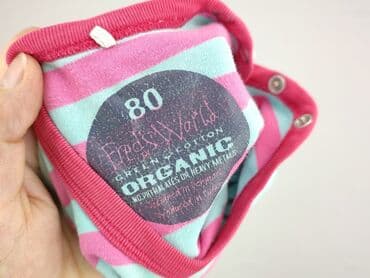 80
Fred's World
GREEN COTTON
ORGANIC
NO PHTHALATES OR HEAVY METALS